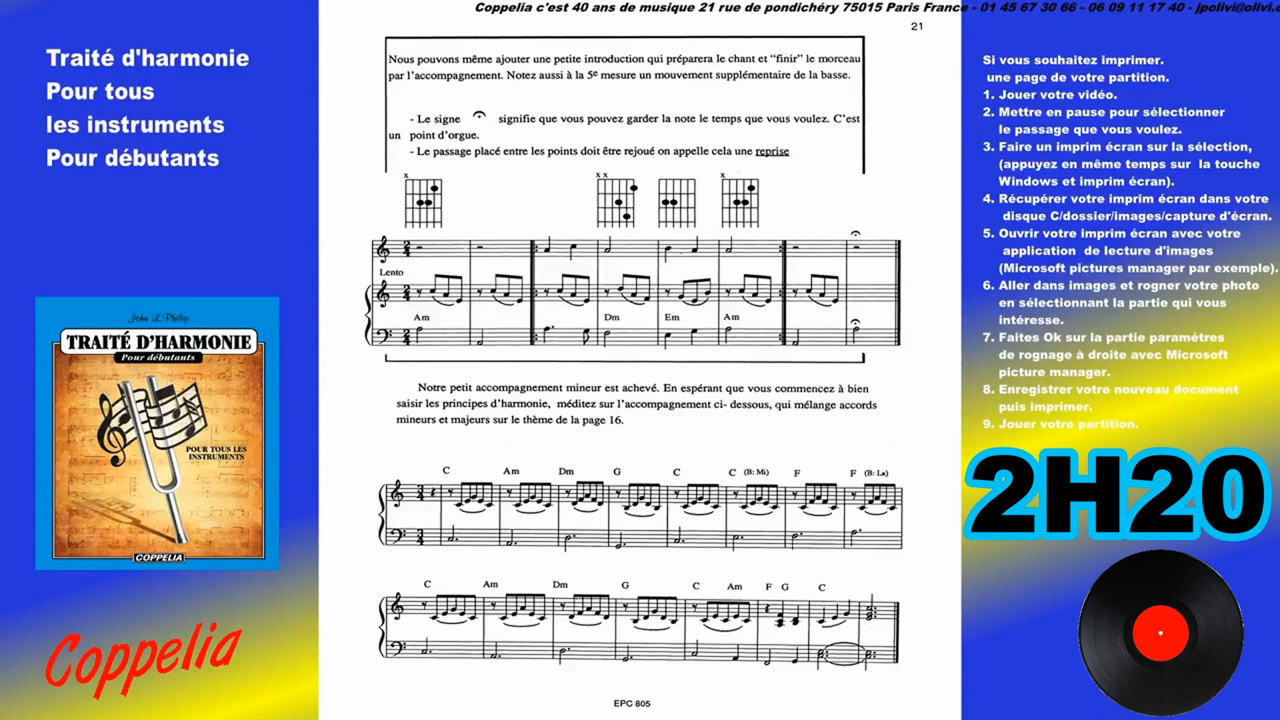 Coppelia c'est 40 ans de musique 21 rue de pondichéry 75015 Paris France - 01 45 67 30 66 - 06 09 11 17 40 - jpolivi@olivi.c
Traité d'harmonie
Pour tous
les instruments
Pour débutants
John L. Philip
TRAITÉ D'HARMONIE
Pour débutants
POUR TOUS LES
INSTRUMENTS
COPPELIA
Coppelia
21
Nous pouvons même ajouter une petite introduction qui préparera le chant et "finir" le morceau
par l'accompagnement. Notez aussi à la 5e mesure un mouvement supplémentaire de la basse.
- Le signe signifie que vous pouvez garder la note le temps que vous voulez. C'est
un point d'orgue.
- Le passage placé entre les points doit être rejoué on appelle cela une reprise
x x x x x
Lento
Am Dm Em Am
Notre petit accompagnement mineur est achevé. En espérant que vous commencez à bien
saisir les principes d'harmonie, méditez sur l'accompagnement ci- dessous, qui mélange accords
mineurs et majeurs sur le thème de la page 16.
C Am Dm G C C (B: Mi) F F (B: La)
C Am Dm G C Am F G C
EPC 805
Si vous souhaitez imprimer.
une page de votre partition.
1. Jouer votre vidéo.
2. Mettre en pause pour sélectionner
le passage que vous voulez.
3. Faire un imprim écran sur la sélection,
(appuyez en même temps sur la touche
Windows et imprim écran).
4. Récupérer votre imprim écran dans votre
disque C/dossier/images/capture d'écran.
5. Ouvrir votre imprim écran avec votre
application de lecture d'images
(Microsoft pictures manager par exemple).
6. Aller dans images et rogner votre photo
en sélectionnant la partie qui vous
intéresse.
7. Faites Ok sur la partie paramétres
de rognage à droite avec Microsoft
picture manager.
8. Enregistrer votre nouveau document
puis imprimer.
9. Jouer votre partition.
2H20